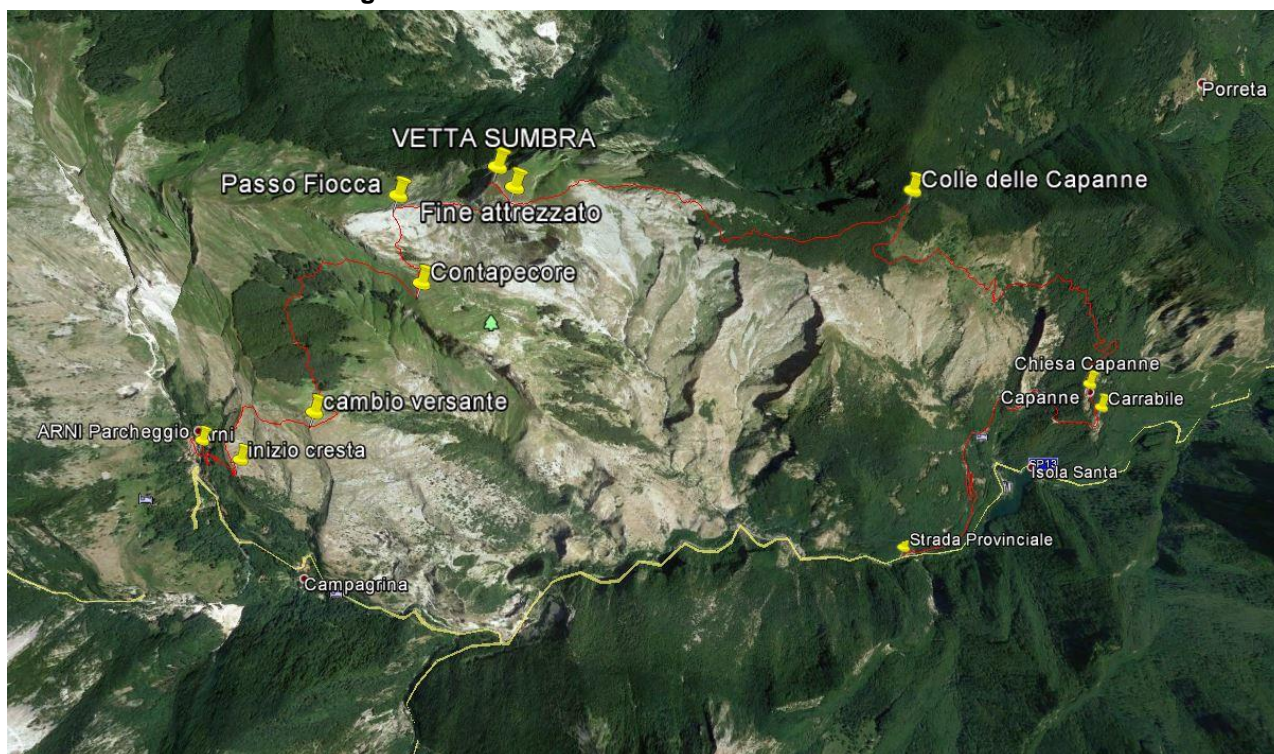 g
Porreta
VETTA SUMBRA
Passo Fiocca
Colle delle Capanne
Fine attrezzato
Contapecore
Chiesa Capanne
cambio versante
Capanne
Carrabile
ARNI Parcheggio
rni
inizio cresta
SP13
Isola Santa
Strada Provinciale
Campagrina